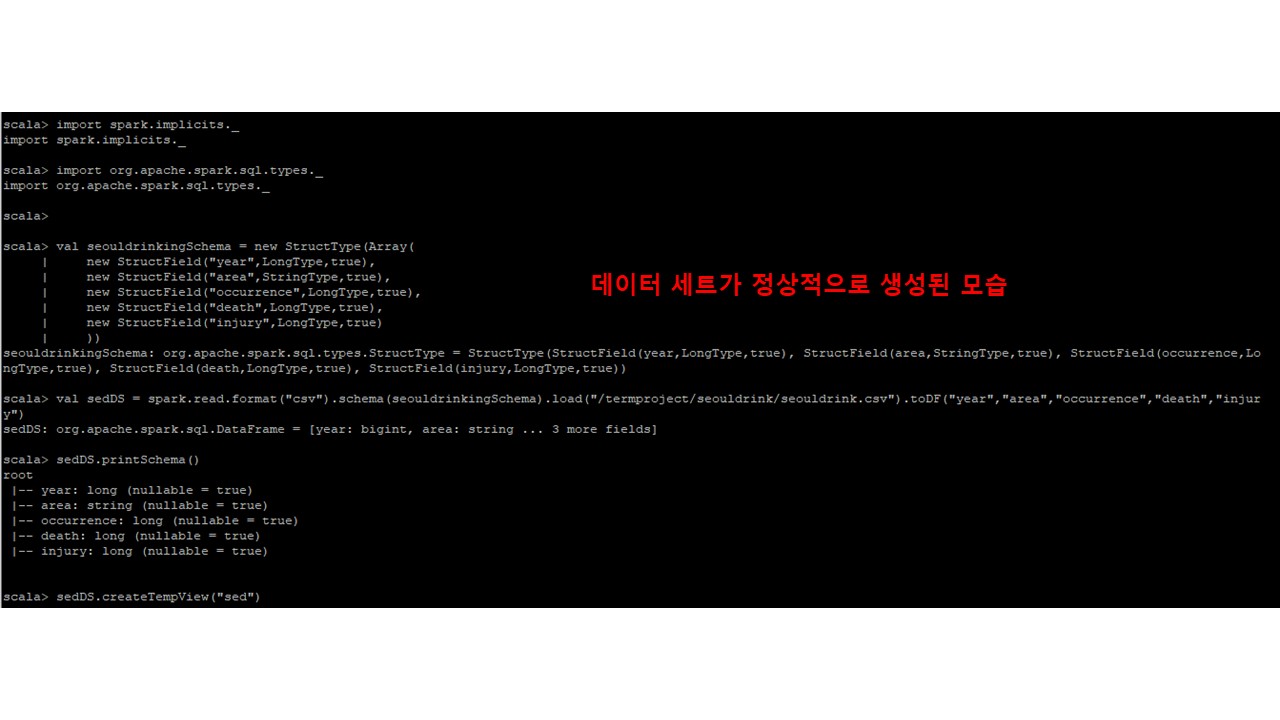 scala> import spark.implicits._
import spark.implicits._
scala> import org.apache.spark.sql.types._
import org.apache.spark.sql.types._
scala>
scala> val seouldrinkingSchema = new StructType(Array(
     |     new StructField("year",LongType,true),
     |     new StructField("area",StringType,true),
데이터 세트가 정상적으로 생성된 모습
     |     new StructField("occurrence",LongType,true),
     |     new StructField("death",LongType,true),
     |     new StructField("injury",LongType,true)
     |     ))
seouldrinkingSchema: org.apache.spark.sql.types.StructType = StructType(StructField(year,LongType,true), StructField(area,StringType,true), StructField(occurrence,Lo
ngType,true), StructField(death,LongType,true), StructField(injury,LongType,true))
scala> val sedDS = spark.read.format("csv").schema(seouldrinkingSchema).load("/termproject/seouldrink/seouldrink.csv").toDF("year","area","occurrence","death","injur
y")
sedDS: org.apache.spark.sql.DataFrame = [year: bigint, area: string ... 3 more fields]
scala> sedDS.printSchema()
root
 |-- year: long (nullable = true)
 |-- area: string (nullable = true)
 |-- occurrence: long (nullable = true)
 |-- death: long (nullable = true)
 |-- injury: long (nullable = true)
scala> sedDS.createTempView("sed")